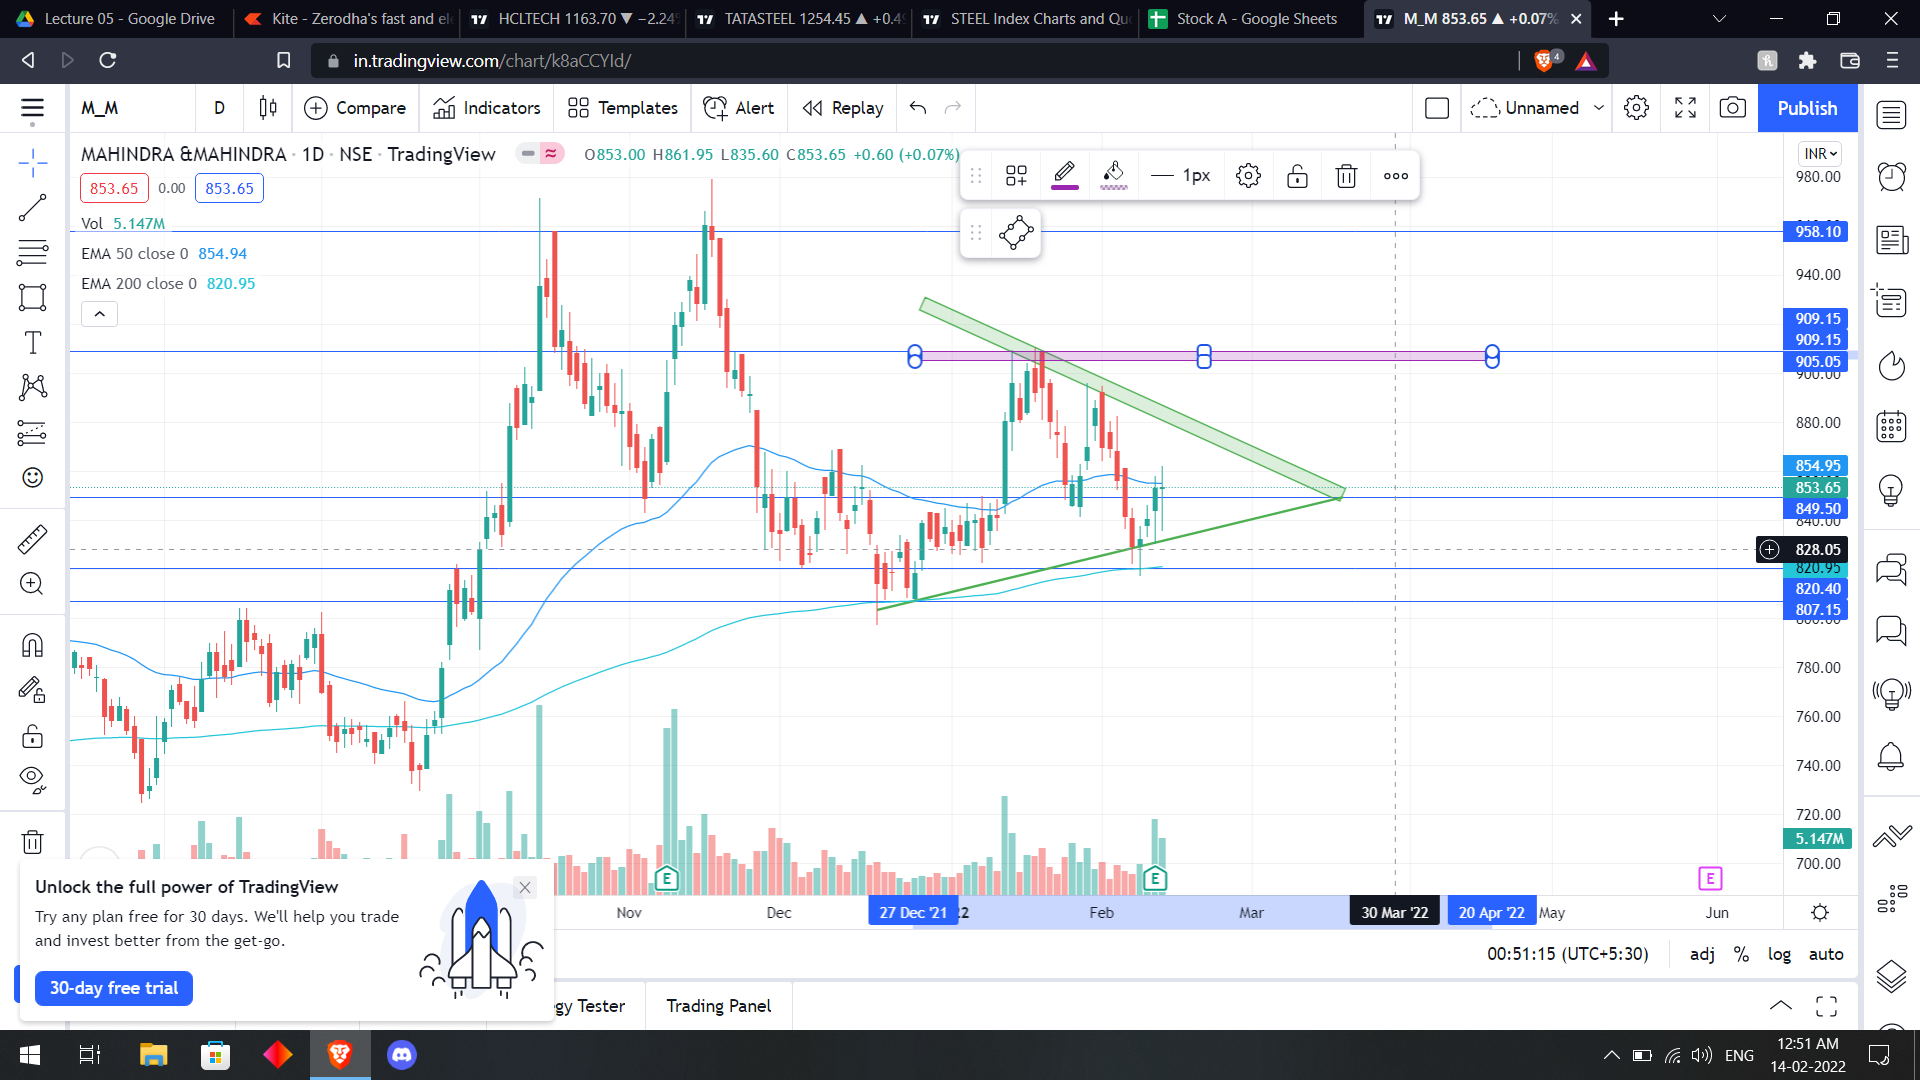 Lecture 05 - Google Drive
Kite - Zerodha's fast and el
HCLTECH 1163.70 ▼ −2.24%
TATASTEEL 1254.45 ▲ +0.4
STEEL Index Charts and Qu
Stock A - Google Sheets
M_M 853.65 ▲ +0.07%
in.tradingview.com/chart/k8aCCYId/
4
M_M D Compare Indicators Templates Alert Replay Unnamed Publish
MAHINDRA &MAHINDRA · 1D · NSE · TradingView O853.00 H861.95 L835.60 C853.65 +0.60 (+0.07%)
INR
1px
853.65 0.00 853.65
Vol 5.147M
EMA 50 close 0 854.94
EMA 200 close 0 820.95
980.00
958.10
940.00
909.15
909.15
905.05
900.00
880.00
854.95
853.65
849.50
840.00
828.05
820.95
820.40
807.15
800.00
780.00
760.00
740.00
720.00
5.147M
700.00
E
E
E
Nov
Dec
27 Dec '21
22
Feb
Mar
30 Mar '22
20 Apr '22
May
Jun
Unlock the full power of TradingView
Try any plan free for 30 days. We'll help you trade
and invest better from the get-go.
30-day free trial
00:51:15 (UTC+5:30) adj % log auto
gy Tester
Trading Panel
ENG
12:51 AM
14-02-2022